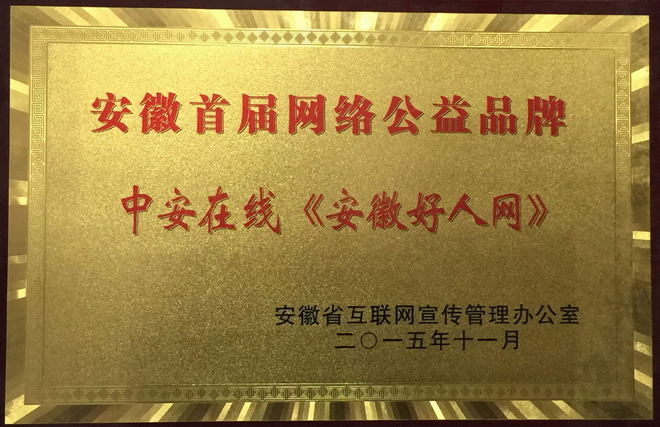 安徽首届网络公益品牌
中安在线《安徽好人网》
安徽省互联网宣传管理办公室
二〇一五年十一月